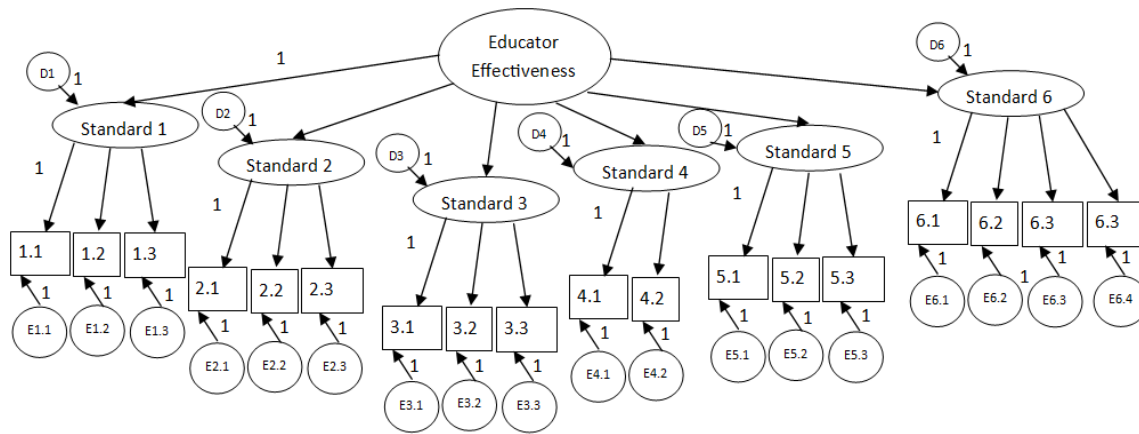 Educator
Effectiveness
1
D1
1
Standard 1
1
1.1
1.2
1.3
1
1
1
E1.1
E1.2
E1.3
D2
1
Standard 2
1
2.1
2.2
2.3
1
1
1
E2.1
E2.2
E2.3
D3
1
Standard 3
1
3.1
3.2
3.3
1
1
1
E3.1
E3.2
E3.3
D4
1
Standard 4
1
4.1
4.2
1
1
E4.1
E4.2
D5
1
Standard 5
1
5.1
5.2
5.3
1
1
1
E5.1
E5.2
E5.3
D6
1
Standard 6
1
6.1
6.2
6.3
6.3
1
1
1
1
E6.1
E6.2
E6.3
E6.4